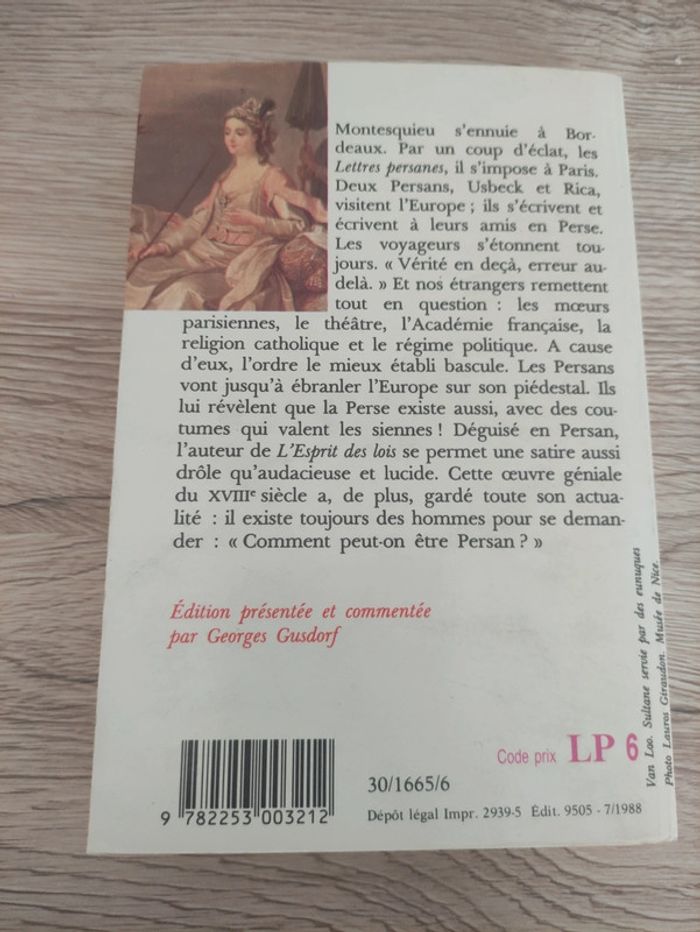 Montesquieu s'ennuie à Bor-
deaux. Par un coup d'éclat, les
Lettres persanes, il s'impose à Paris.
Deux Persans, Usbeck et Rica,
visitent l'Europe ; ils s'écrivent et
écrivent à leurs amis en Perse.
Les voyageurs s'étonnent tou-
jours. « Vérité en deçà, erreur au-
delà. » Et nos étrangers remettent
tout en question : les mœurs
parisiennes, le théâtre, l'Académie française, la
religion catholique et le régime politique. A cause
d'eux, l'ordre le mieux établi bascule. Les Persans
vont jusqu'à ébranler l'Europe sur son piédestal. Ils
lui révèlent que la Perse existe aussi, avec des cou-
tumes qui valent les siennes ! Déguisé en Persan,
l'auteur de L'Esprit des lois se permet une satire aussi
drôle qu'audacieuse et lucide. Cette œuvre géniale
du XVIIIe siècle a, de plus, gardé toute son actua-
lité : il existe toujours des hommes pour se deman-
der : « Comment peut-on être Persan ? »
Édition présentée et commentée
par Georges Gusdorf
Van Loo. Sultane servie par des eunuques
Photo Lauros Giraudon. Musée de Nice.
Code prix LP 6
30/1665/6
9 782253 003212
Dépôt légal Impr. 2939-5 Édit. 9505 - 7/1988